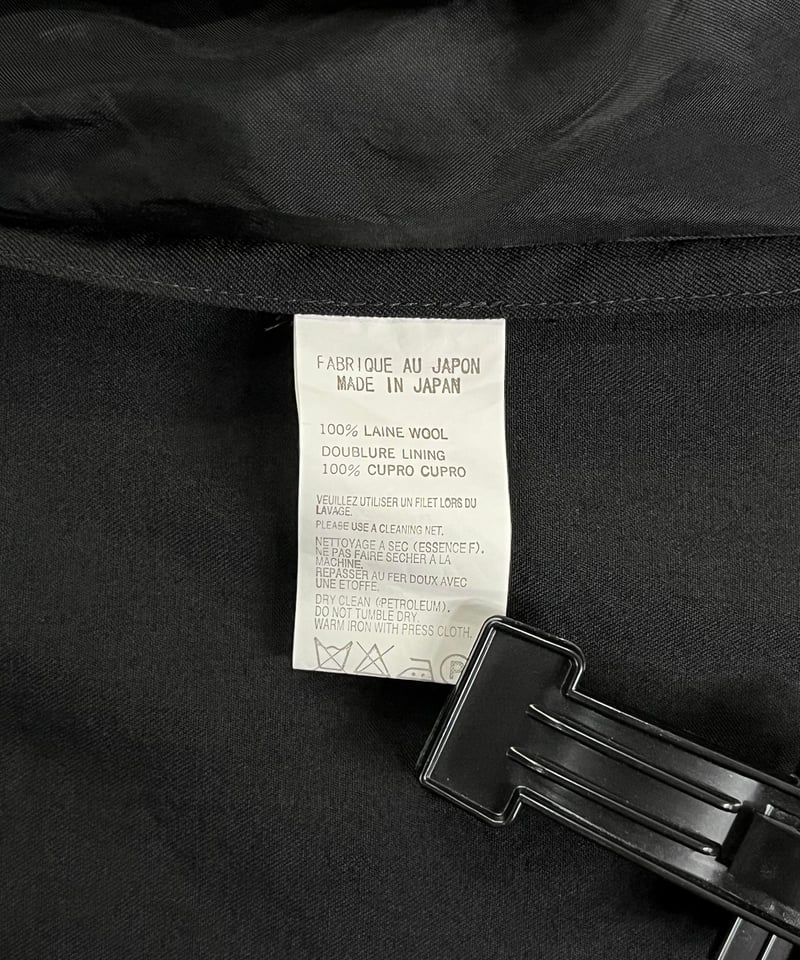 FABRIQUE AU JAPON
MADE IN JAPAN
100% LAINE WOOL
DOUBLURE LINING
100% CUPRO CUPRO
VEUILLEZ UTILISER UN FILET LORS DU
LAVAGE.
PLEASE USE A CLEANING NET.
NETTOYAGE A SEC (ESSENCE F).
NE PAS FAIRE SECHER A LA
MACHINE.
REPASSER AU FER DOUX AVEC
UNE ETOFFE.
DRY CLEAN (PETROLEUM).
DO NOT TUMBLE DRY.
WARM IRON WITH PRESS CLOTH.
P